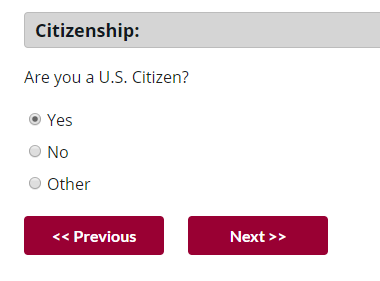 Citizenship:
Are you a U.S. Citizen?
Yes
No
Other
<< Previous
Next >>